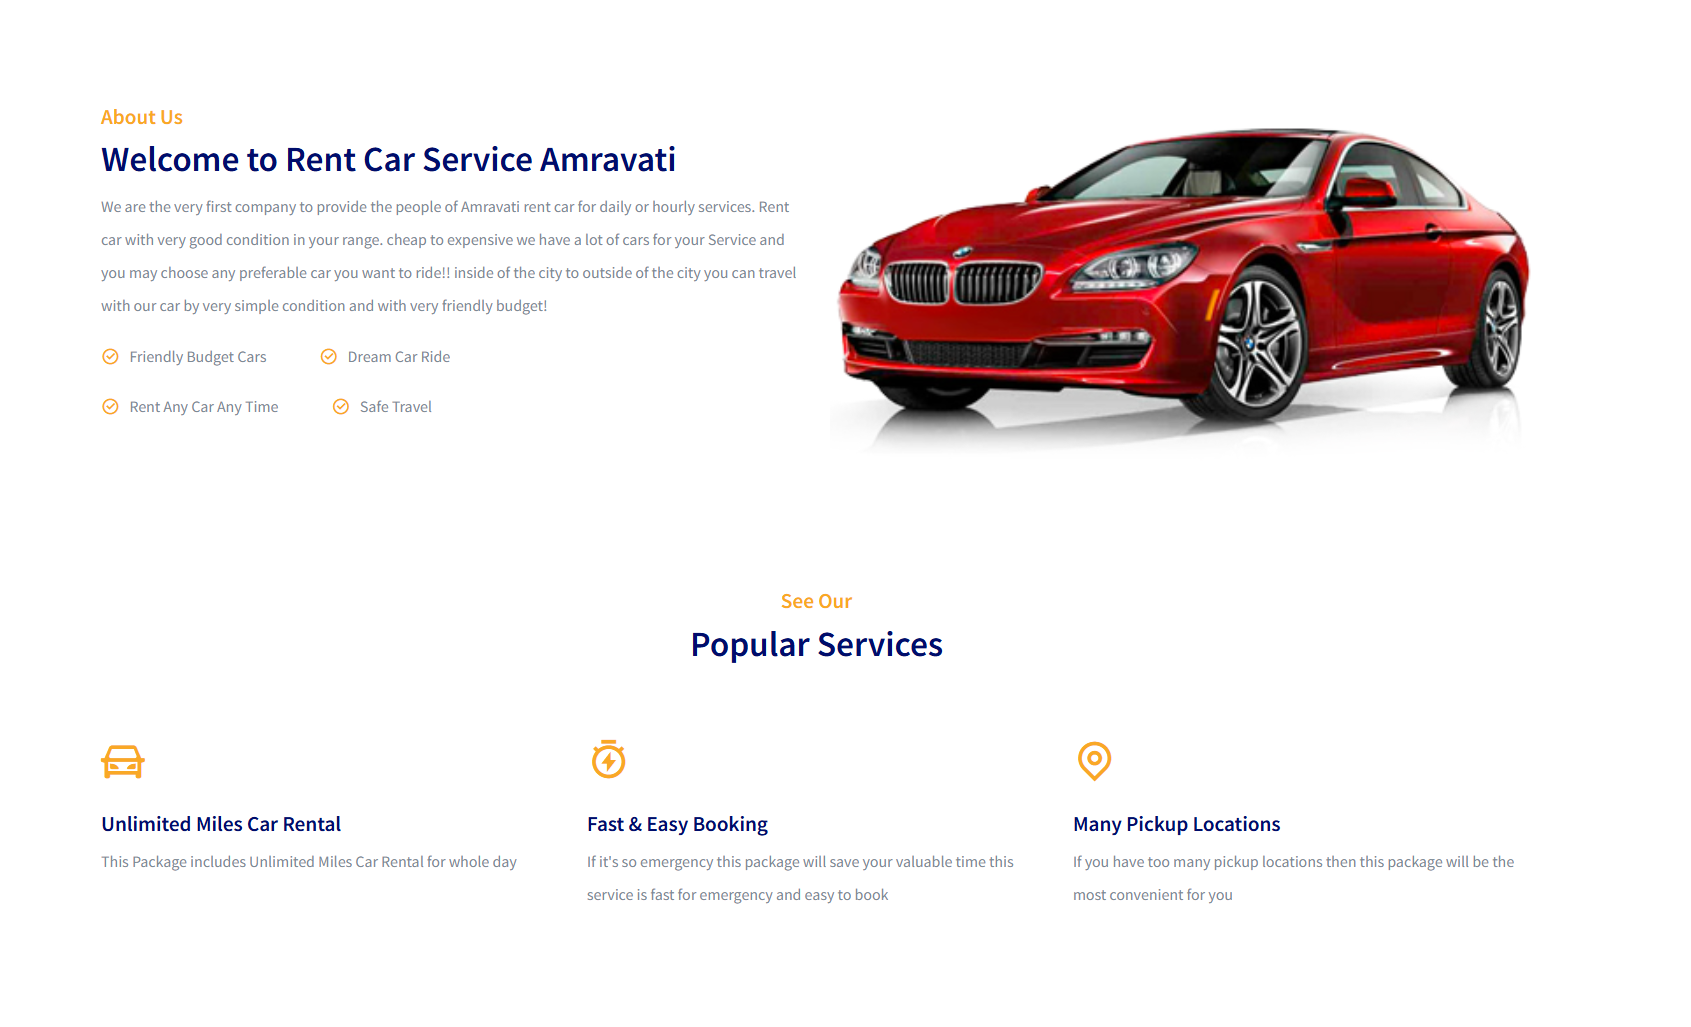 About Us
Welcome to Rent Car Service Amravati
We are the very first company to provide the people of Amravati rent car for daily or hourly services. Rent
car with very good condition in your range. cheap to expensive we have a lot of cars for your Service and
you may choose any preferable car you want to ride!! inside of the city to outside of the city you can travel
with our car by very simple condition and with very friendly budget!
Friendly Budget Cars Dream Car Ride
Rent Any Car Any Time Safe Travel
See Our
Popular Services
Unlimited Miles Car Rental
This Package includes Unlimited Miles Car Rental for whole day
Fast & Easy Booking
If it's so emergency this package will save your valuable time this
service is fast for emergency and easy to book
Many Pickup Locations
If you have too many pickup locations then this package will be the
most convenient for you